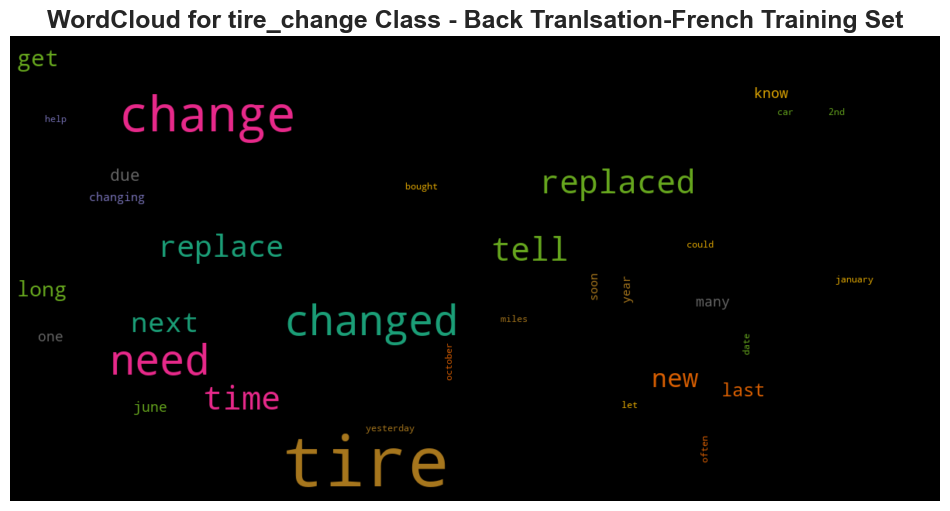 WordCloud for tire_change Class - Back Tranlsation-French Training Set
get
know
change
car
2nd
help
due
replaced
bought
changing
replace
tell
could
soon
year
january
long
many
next
changed
miles
one
date
need
october
new
last
time
june
let
yesterday
often
tire